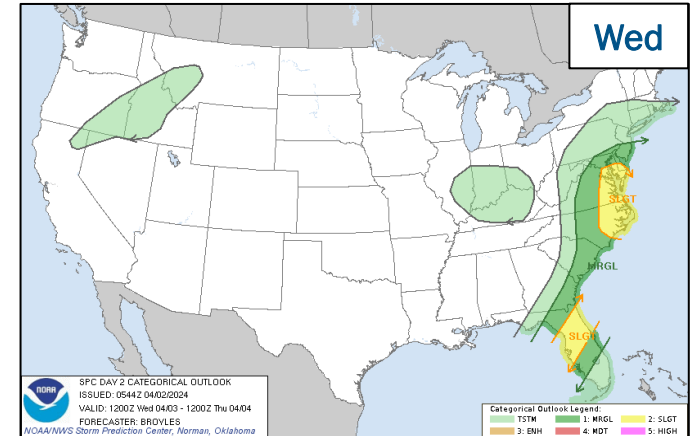 Wed
SLGT
MRGL
SLGT
NOAA
SPC DAY 2 CATEGORICAL OUTLOOK
ISSUED: 0544Z 04/02/2024
VALID: 1200Z Wed 04/03 - 1200Z Thu 04/04
FORECASTER: BROYLES
NOAA/NWS Storm Prediction Center, Norman, Oklahoma
Categorical Outlook Legend:
TSTM 1: MRGL 2: SLGT
3: ENH 4: MDT 5: HIGH